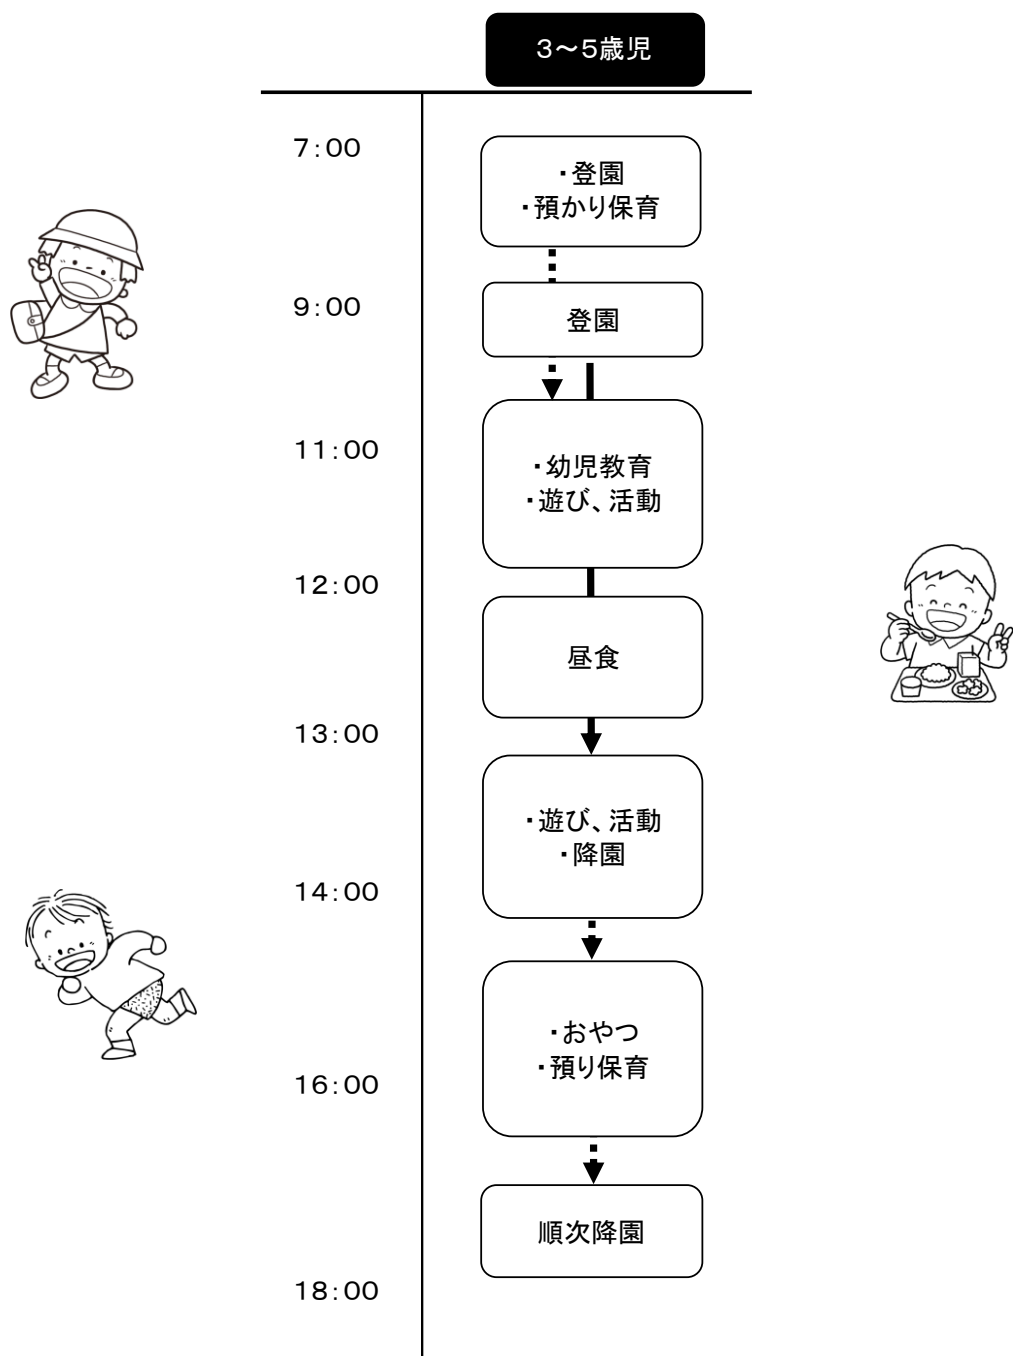 3～5歳児
7：00
・登園
・預かり保育
9：00
登園
11：00
・幼児教育
・遊び、活動
12：00
昼食
13：00
・遊び、活動
・降園
14：00
・おやつ
・預り保育
16：00
順次降園
18：00